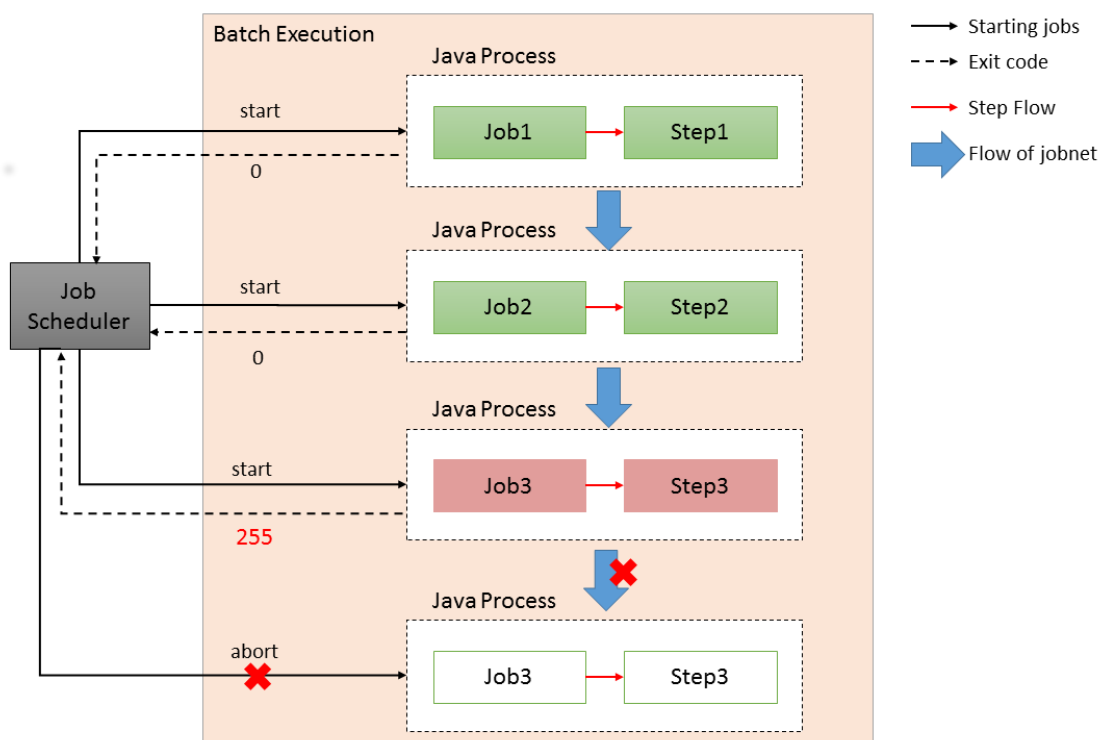 Batch Execution
Starting jobs
Exit code
Step Flow
Flow of jobnet
Java Process
start
Job1
Step1
0
Java Process
Job
Scheduler
start
Job2
Step2
0
Java Process
start
Job3
Step3
255
Java Process
abort
Job3
Step3